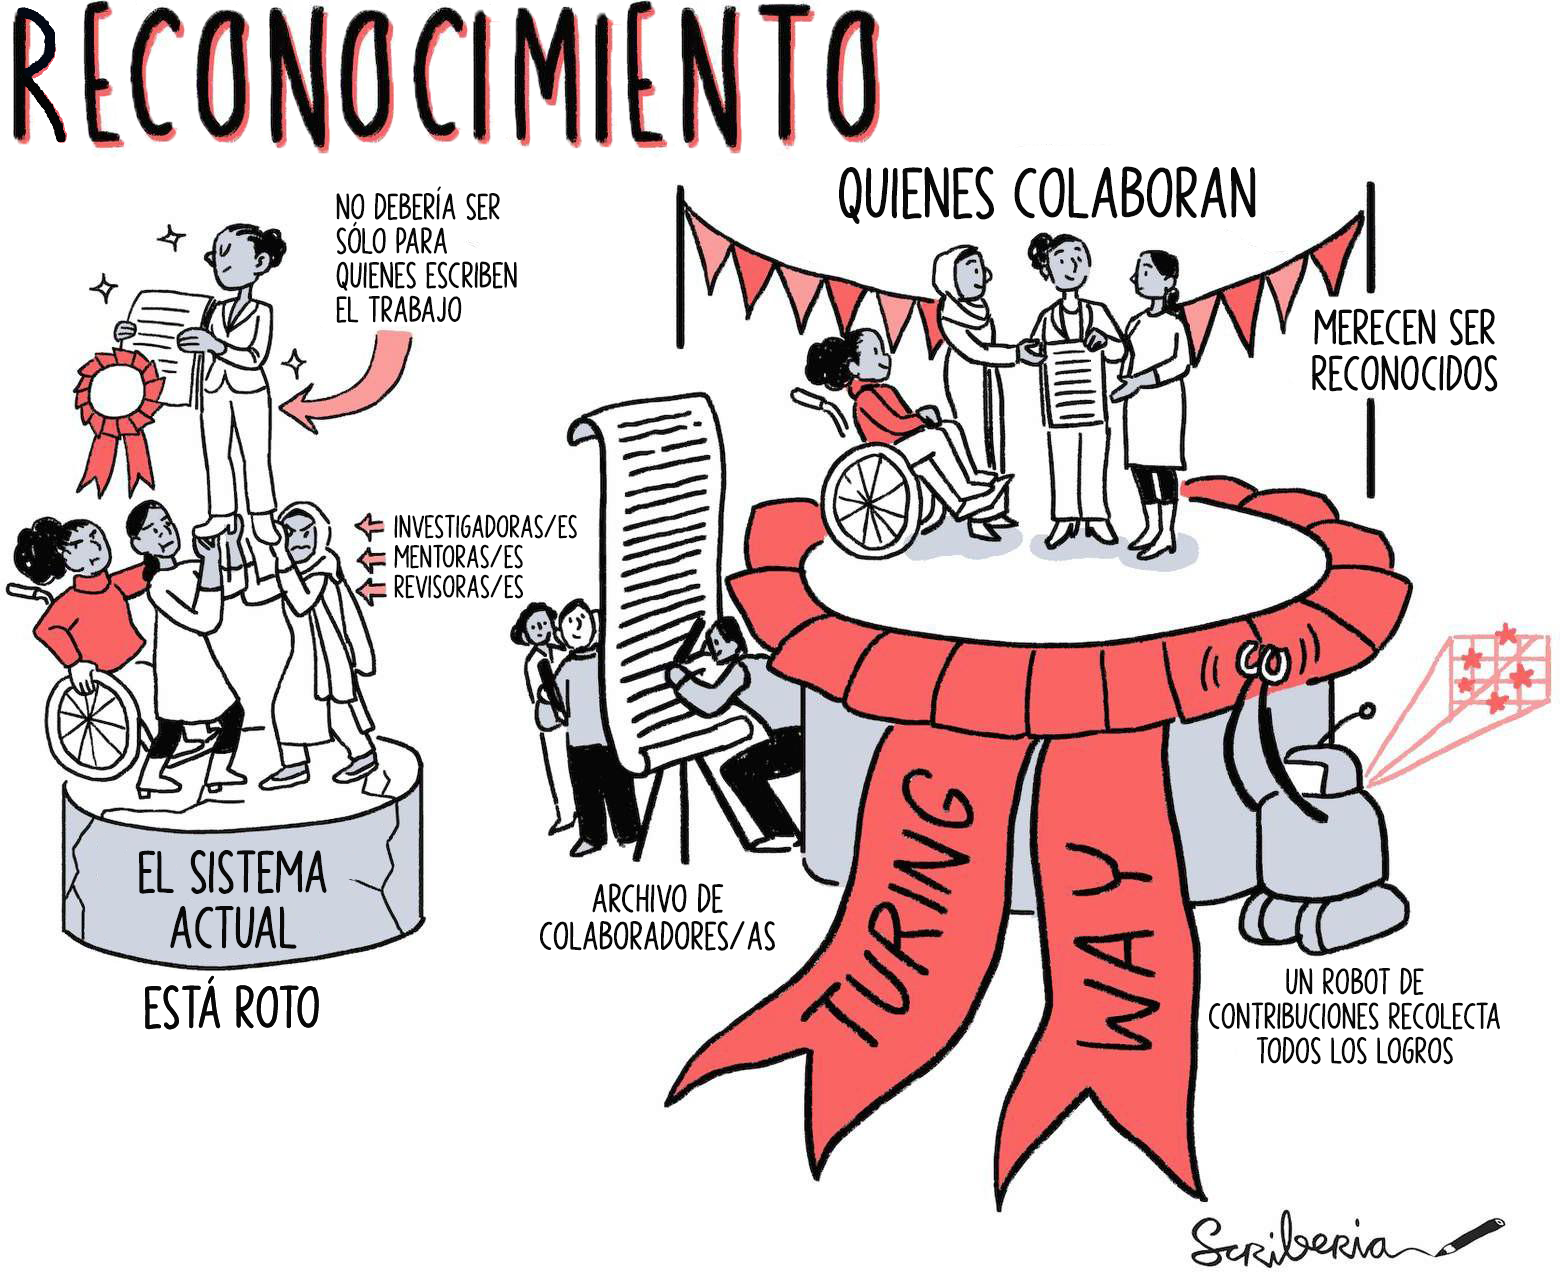 RECONOCIMIENTO
NO DEBERÍA SER
SÓLO PARA
QUIENES ESCRIBEN
EL TRABAJO
INVESTIGADORAS/ES
MENTORAS/ES
REVISORAS/ES
EL SISTEMA
ACTUAL
ESTÁ ROTO
QUIENES COLABORAN
MERECEN SER
RECONOCIDOS
ARCHIVO DE
COLABORADORES/AS
TURING
WAY
UN ROBOT DE
CONTRIBUCIONES RECOLECTA
TODOS LOS LOGROS
Scriberia